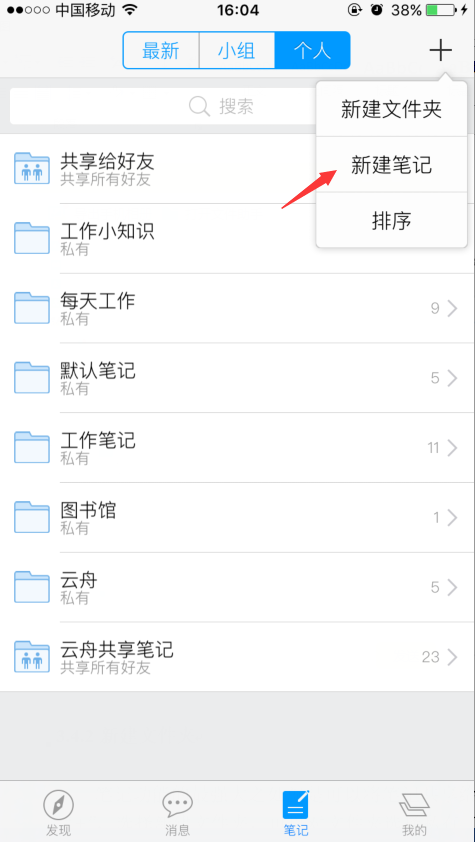 中国移动 16:04 38%
最新 小组 个人
搜索
新建文件夹
新建笔记
排序
共享给好友
共享所有好友
工作小知识
私有
每天工作
私有
9
默认笔记
私有
5
工作笔记
私有
11
图书馆
私有
1
云舟
私有
5
云舟共享笔记
共享所有好友
23
发现 消息 笔记 我的